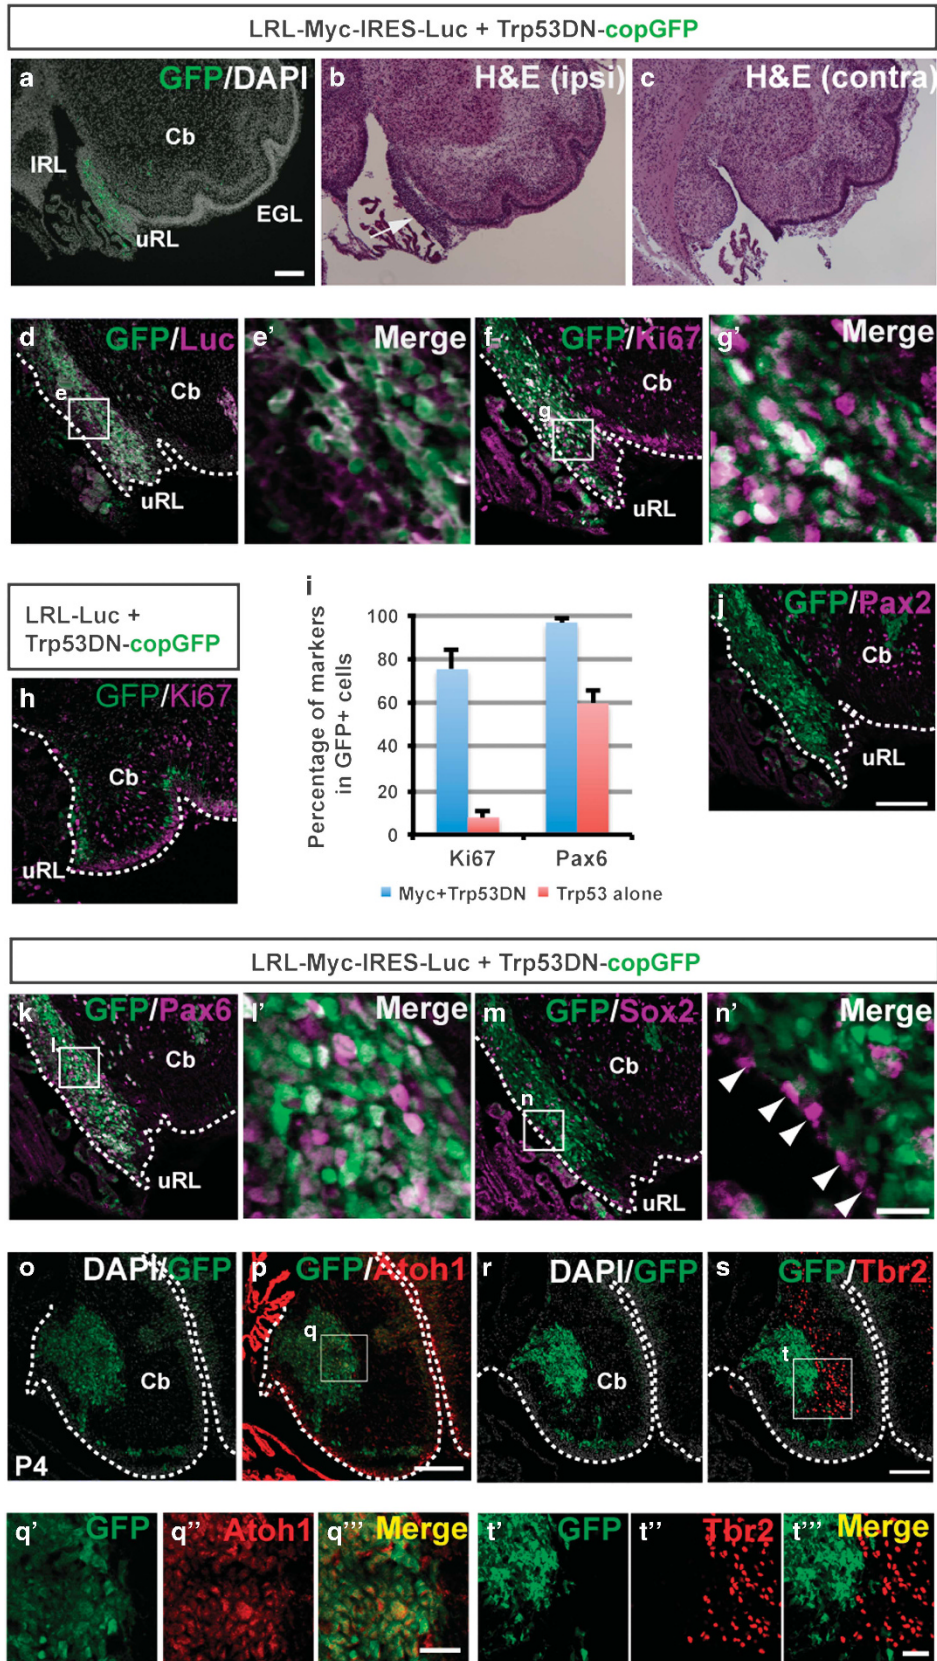 LRL-Myc-IRES-Luc + Trp53DN-copGFP
a GFP/DAPI
Cb
IRL
EGL
uRL
b H&E (ipsi)
c H&E (contra)
d GFP/Luc
Cb
e
uRL
e' Merge
f GFP/Ki67
Cb
g
uRL
g' Merge
LRL-Luc +
Trp53DN-copGFP
h GFP/Ki67
Cb
uRL
i
Percentage of markers
in GFP+ cells
100
80
60
40
20
0
Ki67 Pax6
Myc+Trp53DN Trp53 alone
j GFP/Pax2
Cb
uRL
LRL-Myc-IRES-Luc + Trp53DN-copGFP
k GFP/Pax6
l
Cb
uRL
l' Merge
m GFP/Sox2
Cb
n
uRL
n' Merge
o DAPI/GFP
Cb
P4
p GFP/Atoh1
q
r DAPI/GFP
Cb
s GFP/Tbr2
t
q' GFP
q'' Atoh1
q''' Merge
t' GFP
t'' Tbr2
t''' Merge